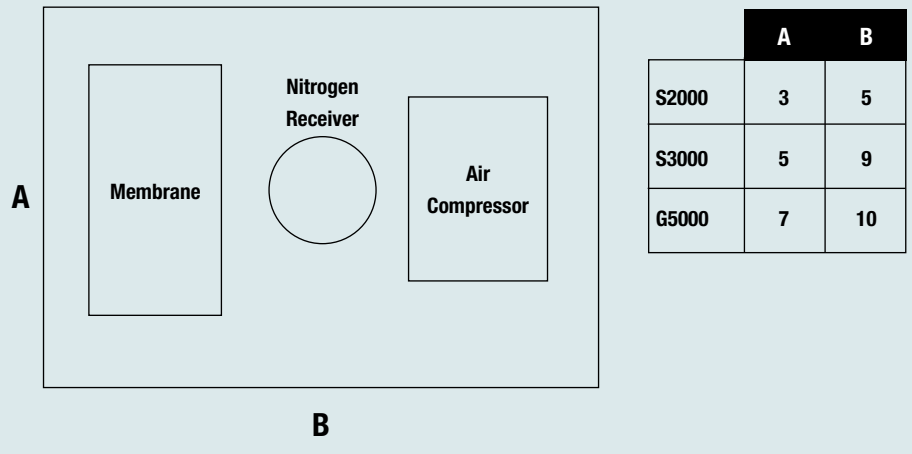 Nitrogen
Receiver
Membrane
Air
Compressor
A
B
A B
S2000 3 5
S3000 5 9
G5000 7 10